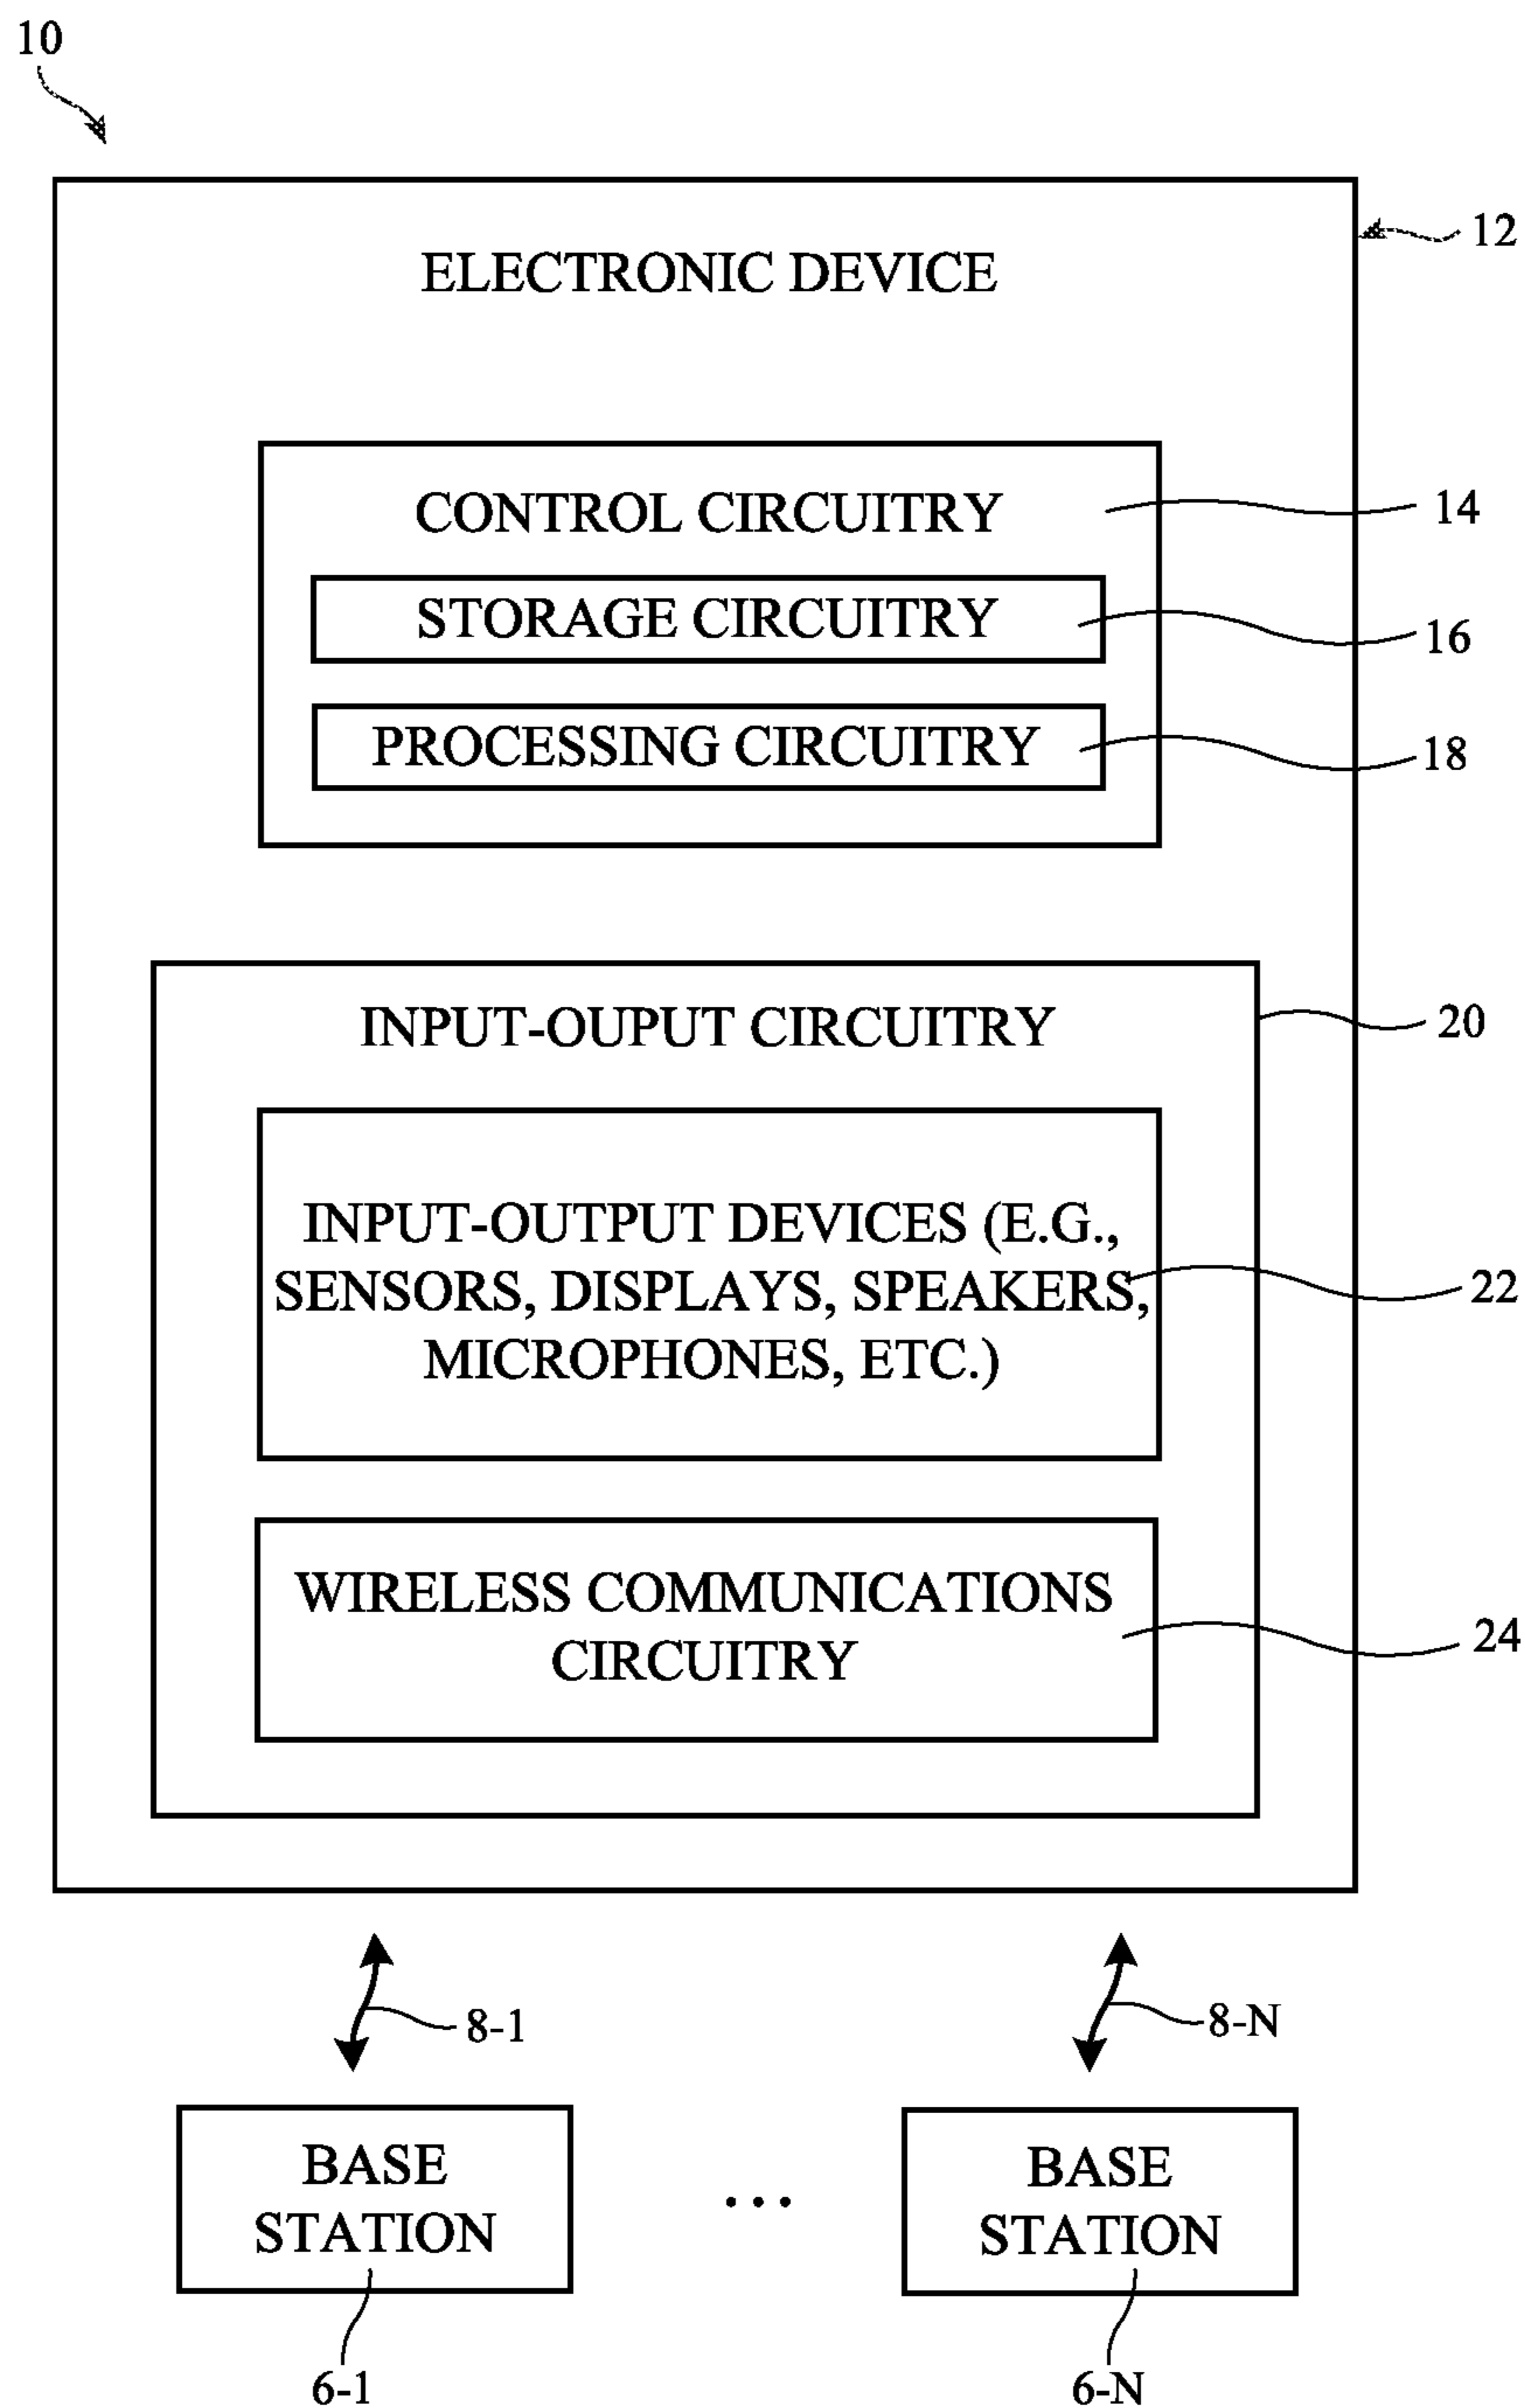 10
12
ELECTRONIC DEVICE
CONTROL CIRCUITRY
14
STORAGE CIRCUITRY
16
PROCESSING CIRCUITRY
18
INPUT-OUPUT CIRCUITRY
20
INPUT-OUTPUT DEVICES (E.G.,
SENSORS, DISPLAYS, SPEAKERS,
MICROPHONES, ETC.)
22
WIRELESS COMMUNICATIONS
CIRCUITRY
24
8-1
8-N
BASE
STATION
...
BASE
STATION
6-1
6-N